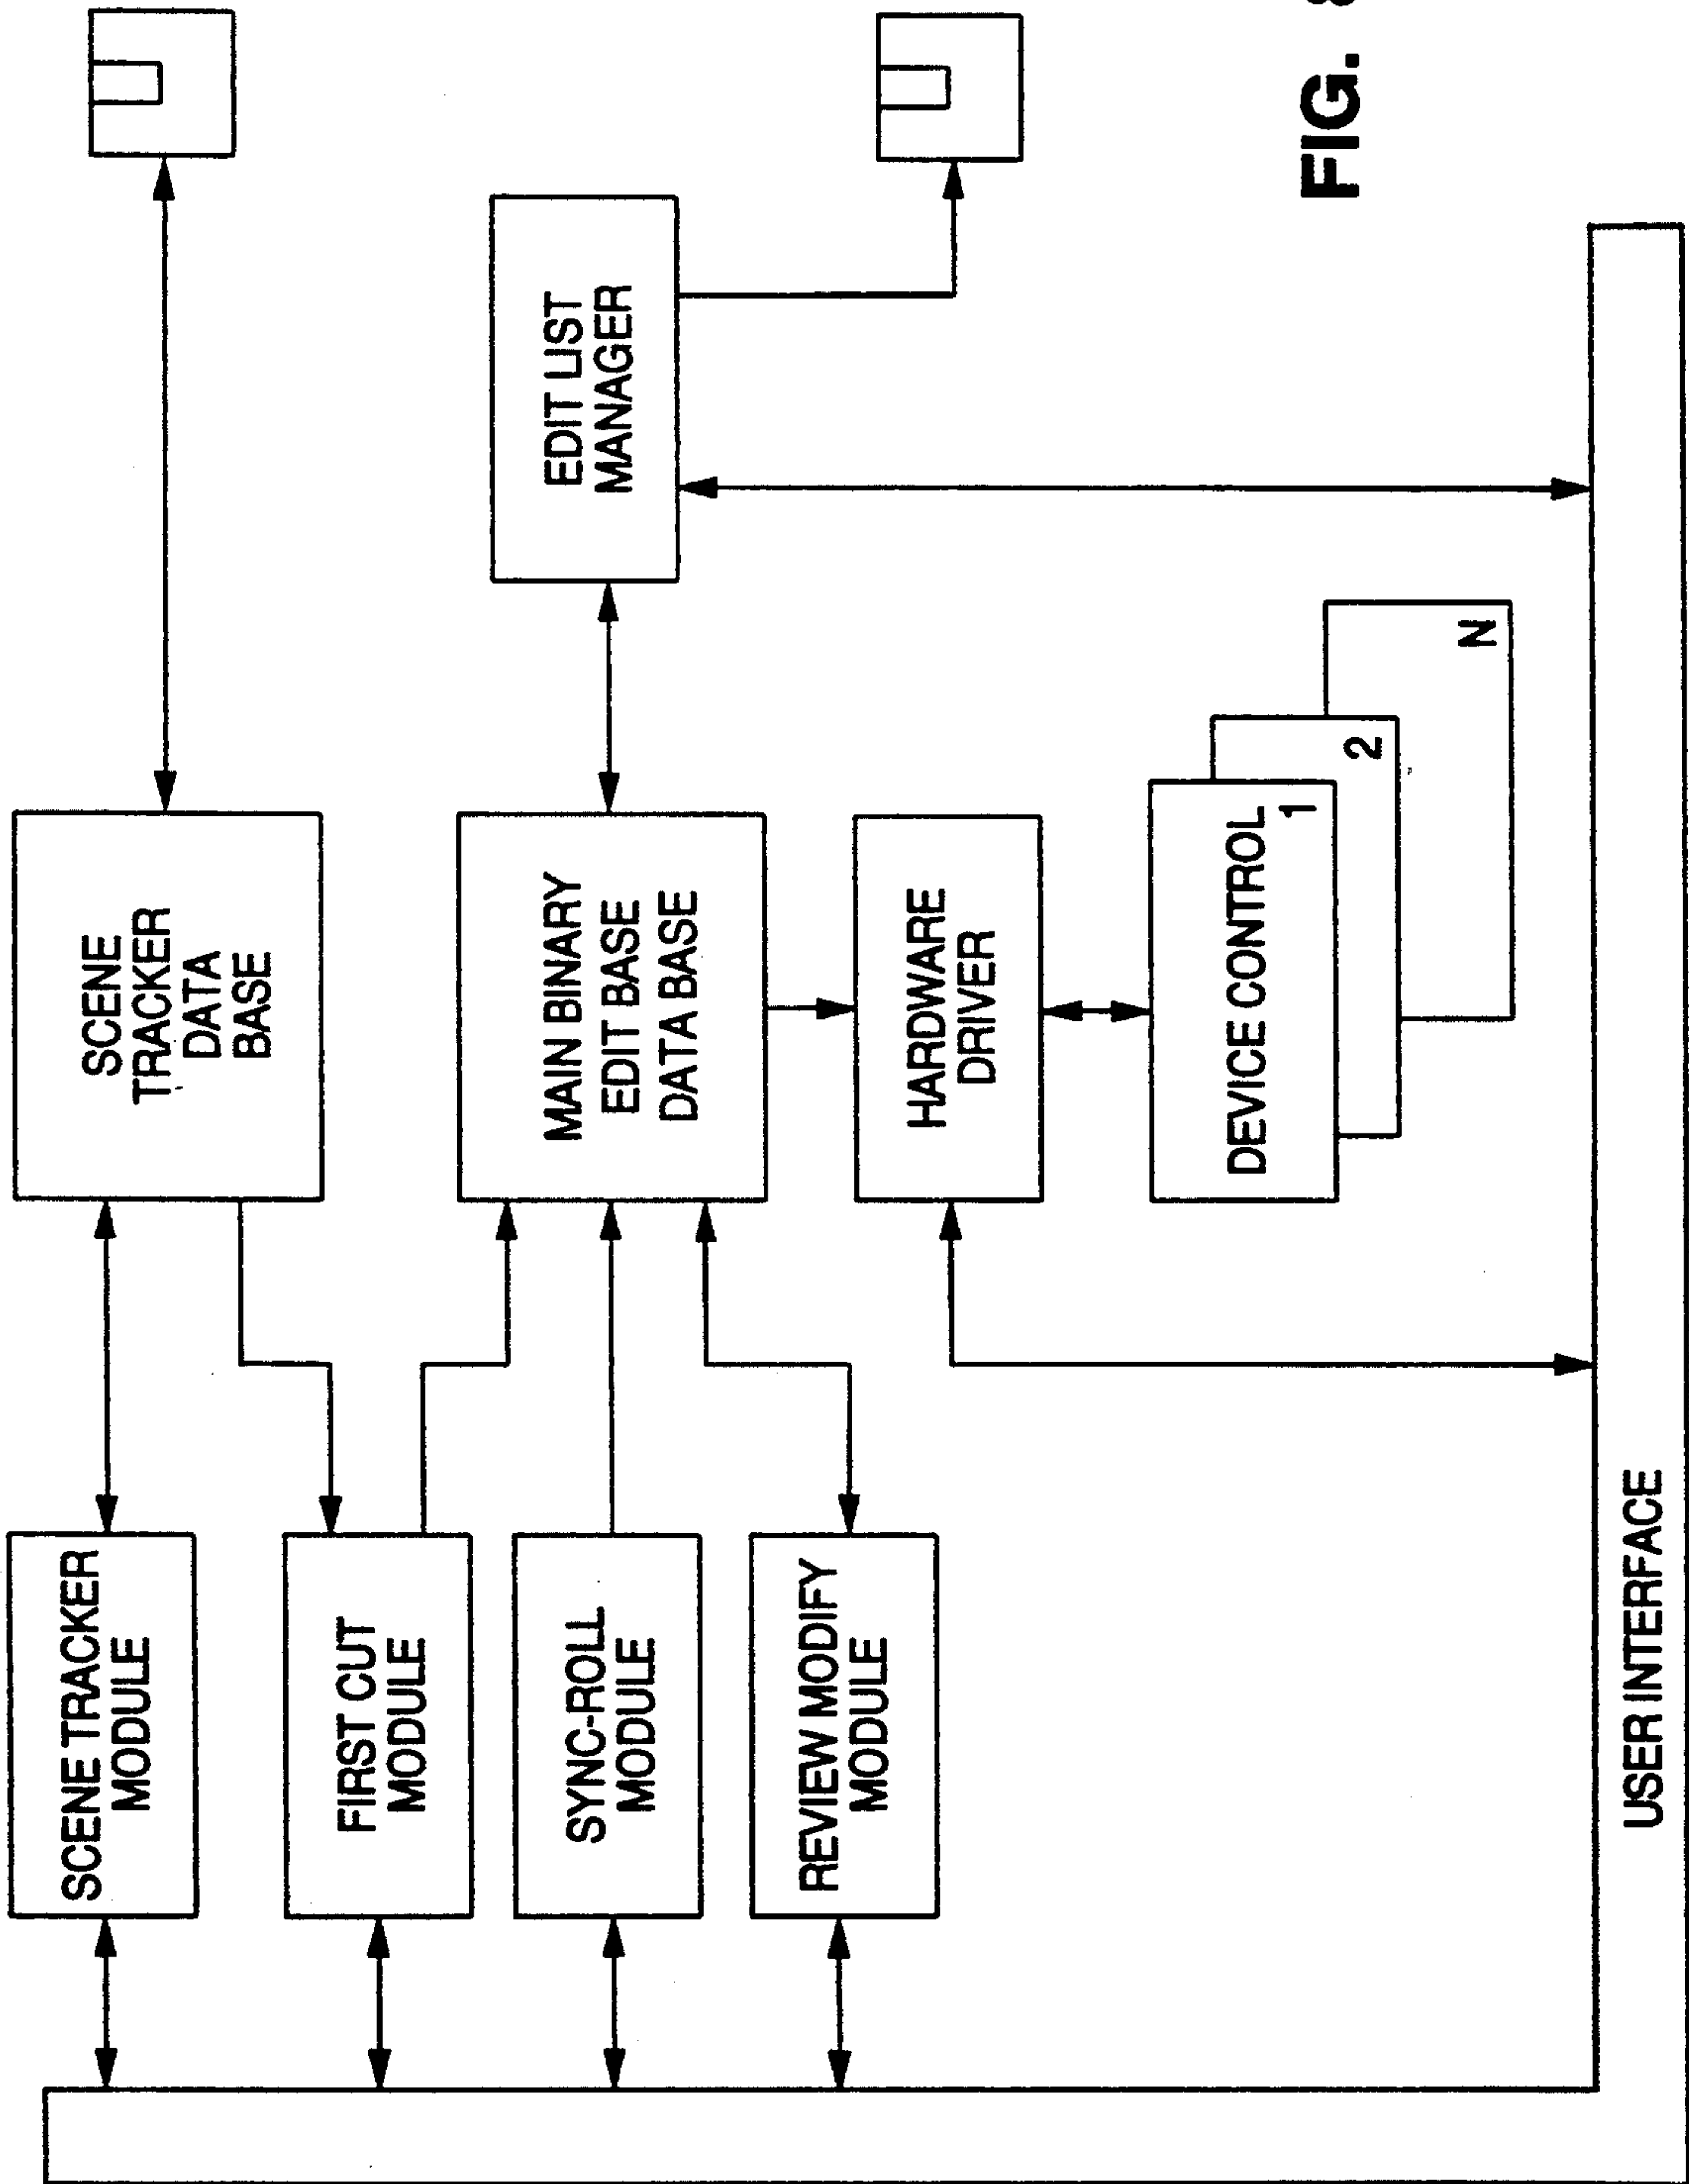 SCENE TRACKER
MODULE
SCENE
TRACKER
DATA
BASE
FIRST CUT
MODULE
SYNC-ROLL
MODULE
REVIEW MODIFY
MODULE
MAIN BINARY
EDIT BASE
DATA BASE
EDIT LIST
MANAGER
HARDWARE
DRIVER
DEVICE CONTROL
1
2
N
USER INTERFACE
FIG.